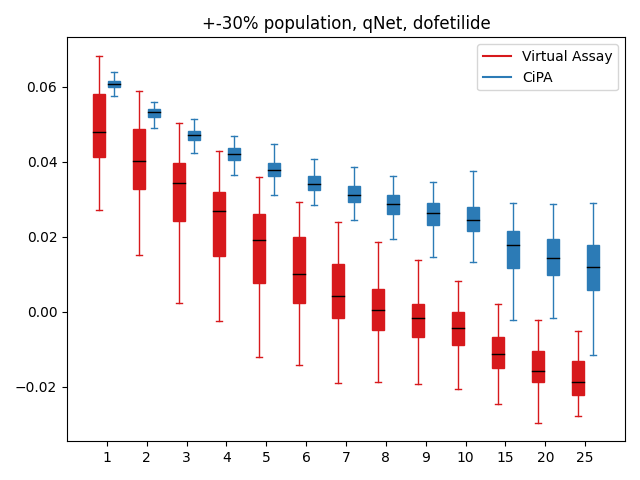 +-30% population, qNet, dofetilide
Virtual Assay
CiPA
0.06
0.04
0.02
0.00
−0.02
1 2 3 4 5 6 7 8 9 10 15 20 25